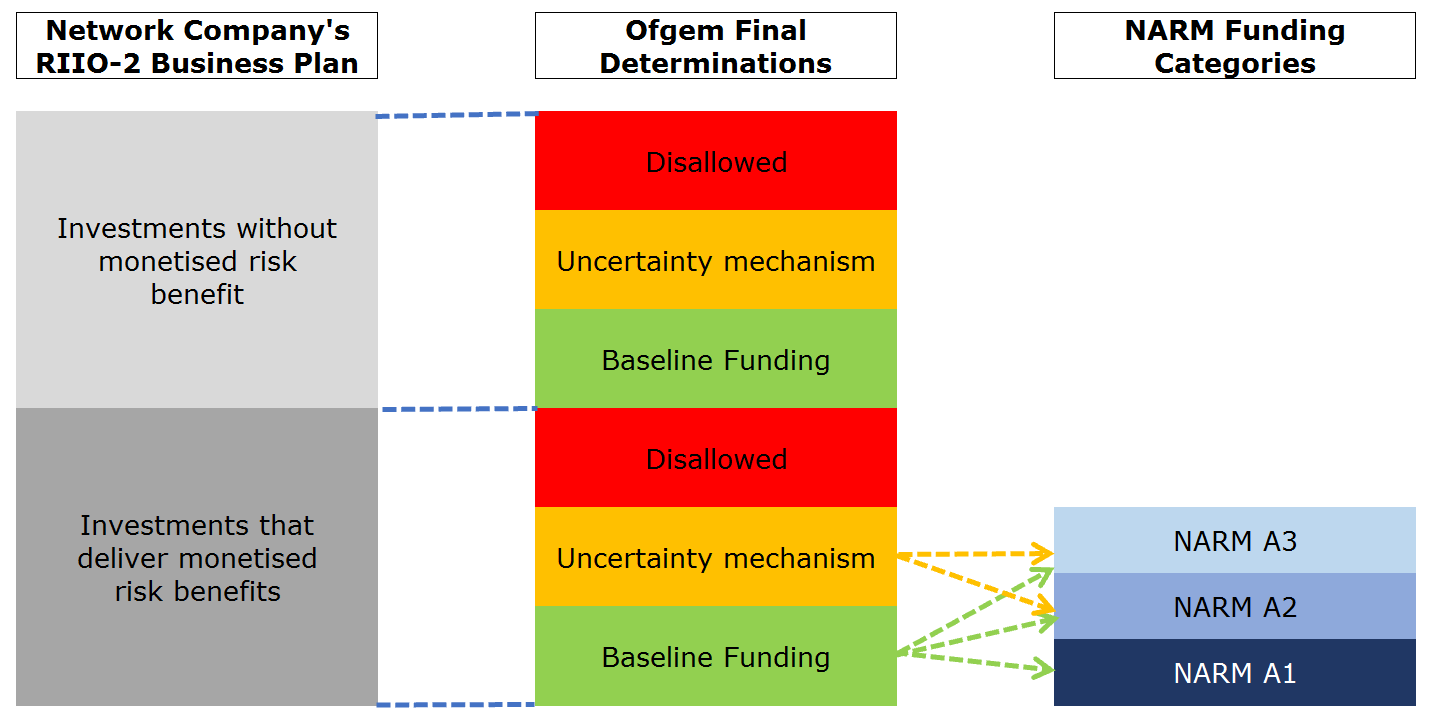 Network Company's
RIIO-2 Business Plan
Ofgem Final
Determinations
NARM Funding
Categories
Investments without
monetised risk
benefit
Investments that
deliver monetised
risk benefits
Disallowed
Uncertainty mechanism
Baseline Funding
Disallowed
Uncertainty mechanism
Baseline Funding
NARM A3
NARM A2
NARM A1